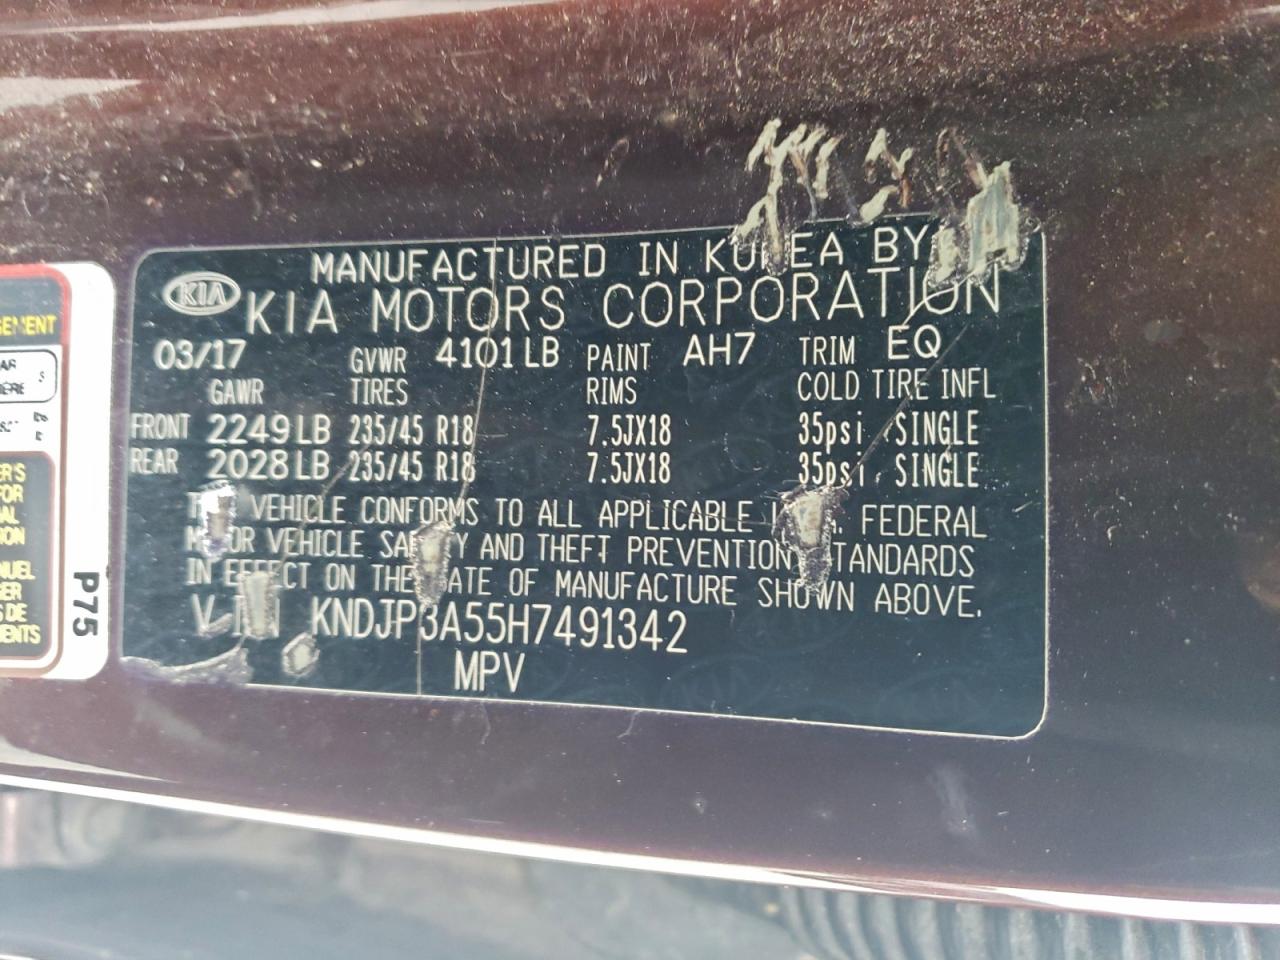 MANUFACTURED IN KOREA BY
KIA KIA MOTORS CORPORATION
03/17 GVWR 4101 LB PAINT AH7 TRIM EQ
GAWR TIRES RIMS COLD TIRE INFL
FRONT 2249 LB 235/45 R18 7.5JX18 35psi, SINGLE
REAR 2028 LB 235/45 R18 7.5JX18 35psi, SINGLE
VEHICLE CONFORMS TO ALL APPLICABLE FEDERAL
MOTOR VEHICLE SAFETY AND THEFT PREVENTION STANDARDS
IN EFFECT ON THE DATE OF MANUFACTURE SHOWN ABOVE.
KNDJP3A55H7491342
MPV
P75